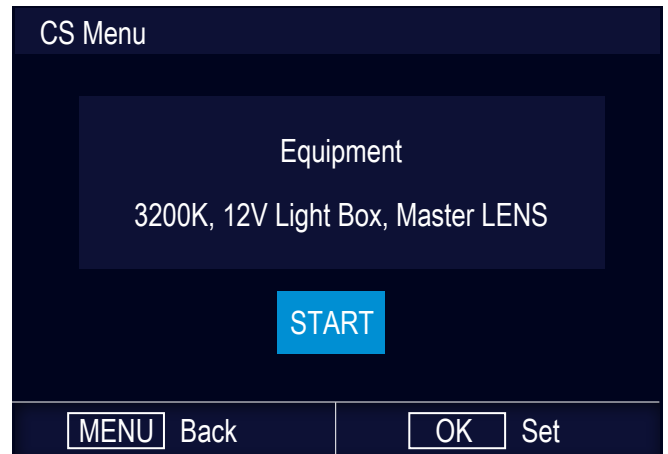 CS Menu
Equipment
3200K, 12V Light Box, Master LENS
START
MENU Back
OK Set